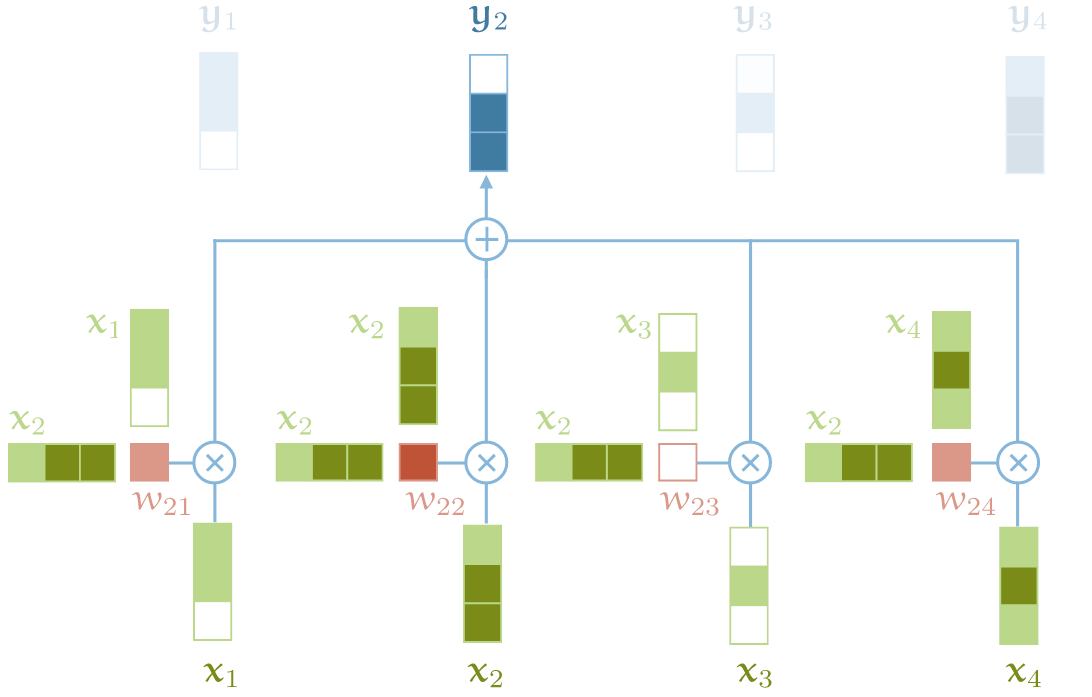 y₁ y₂ y₃ y₄
x₁ x₂ x₃ x₄
x₂ x₂ x₂ x₂
w₂₁ w₂₂ w₂₃ w₂₄
x₁ x₂ x₃ x₄